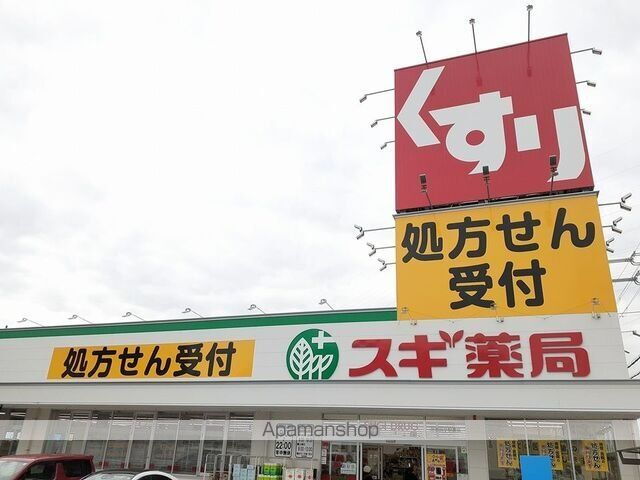 くすり
処方せん
受付
処方せん受付
スギ薬局
22:00
Apamanshop